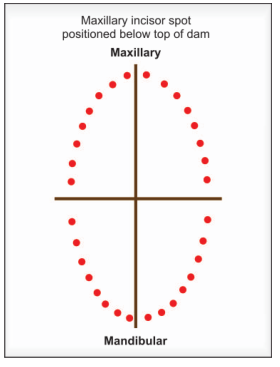 Maxillary incisor spot
positioned below top of dam
Maxillary
Mandibular